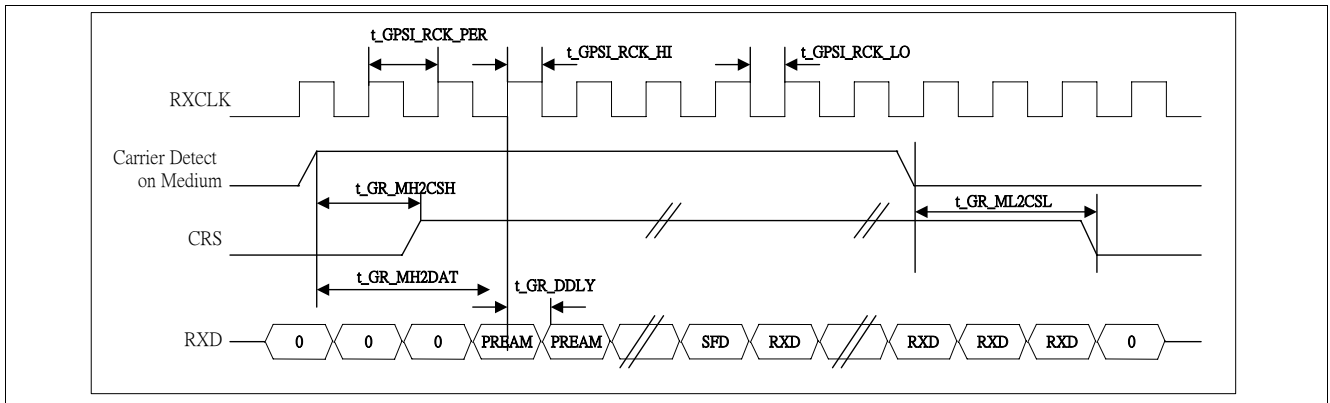 t_GPSI_RCK_PER
t_GPSI_RCK_HI
t_GPSI_RCK_LO
RXCLK
Carrier Detect
on Medium
t_GR_MH2CSH
t_GR_ML2CSL
CRS
t_GR_MH2DAT
t_GR_DDLY
RXD 0 0 0 PREAM PREAM SFD RXD RXD RXD RXD 0